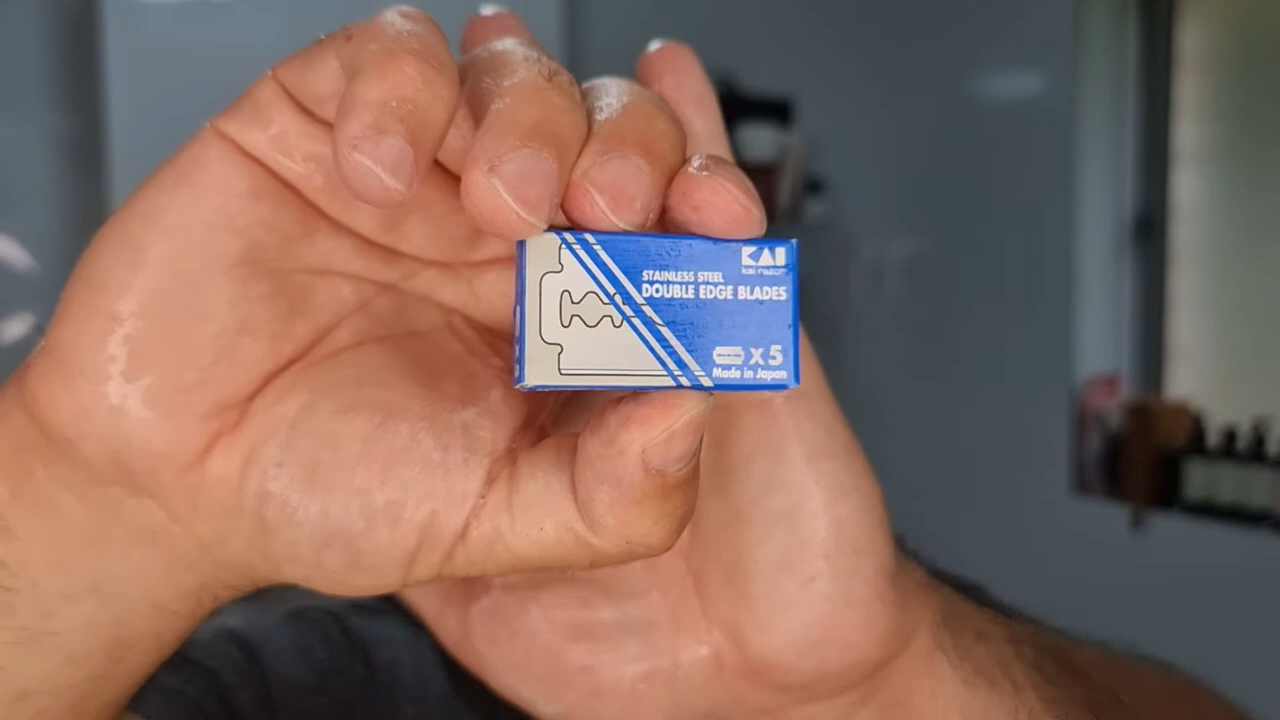 KAI
kai razor
STAINLESS STEEL
DOUBLE EDGE BLADES
x5
Made in Japan